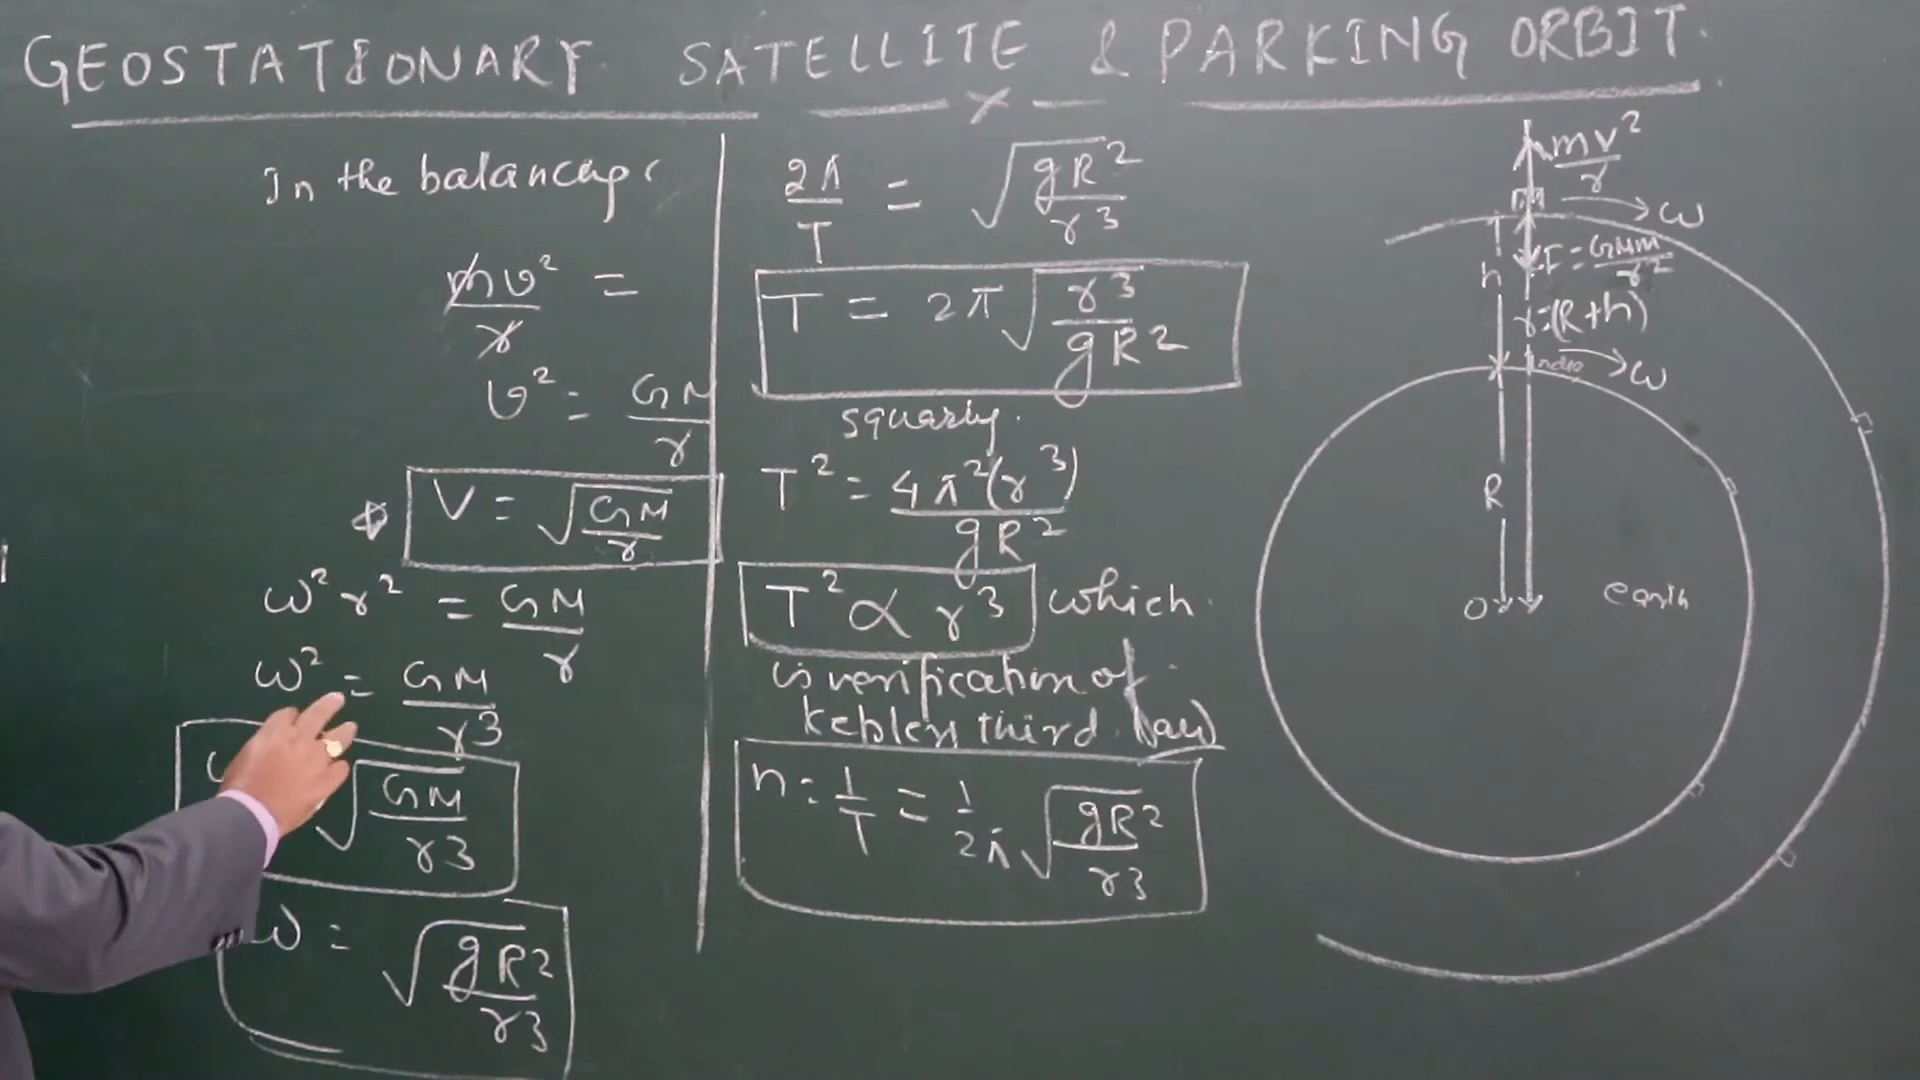 GEOSTATIONARY SATELLITE & PARKING ORBIT.
In the balancing
mv²/r =
v² = GM/r
V = √(GM/r)
ω²r² = GM/r
ω² = GM/r3
√(GM/r3)
ω = √(gR2/r3)
2π/T = √(gR²/r3)
T = 2π√(r3/gR2)
squaring.
T² = 4π²(r³)/gR²
T² ∝ r3 which
is verification of
third law
n = 1/T = 1/2π √(gR2/r3)
mv²/r
ω
h
F = GMm/r2
r=(R+h)
ω
R
O
earth